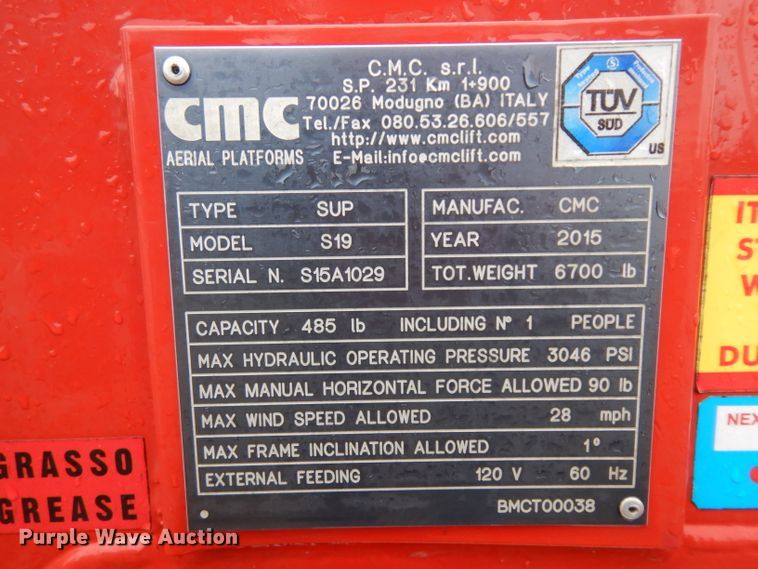 C.M.C. s.r.l.
S.P. 231 Km 1+900
70026 Modugno (BA) ITALY
Tel./Fax 080.53.26.606/557
http://www.cmclift.com
E-Mail:info@cmclift.com
cmc
AERIAL PLATFORMS
TÜV
SÜD
US
TYPE SUP
MODEL S19
SERIAL N. S15A1029
MANUFAC. CMC
YEAR 2015
TOT.WEIGHT 6700 lb
CAPACITY 485 lb INCLUDING N° 1 PEOPLE
MAX HYDRAULIC OPERATING PRESSURE 3046 PSI
MAX MANUAL HORIZONTAL FORCE ALLOWED 90 lb
MAX WIND SPEED ALLOWED 28 mph
MAX FRAME INCLINATION ALLOWED 1°
EXTERNAL FEEDING 120 V 60 Hz
BMCT00038
GRASSO
GREASE
IT
ST
W
DU
NEX
Purple Wave Auction